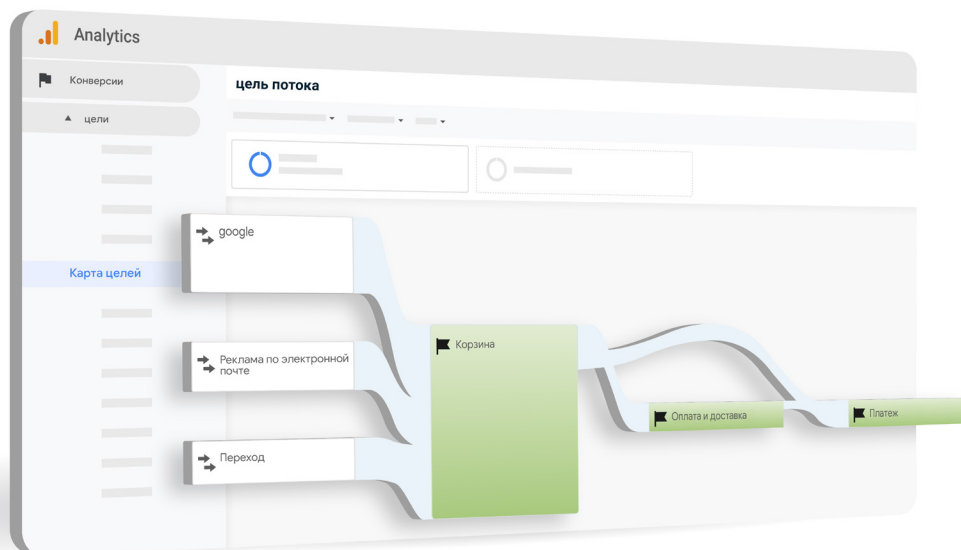 Analytics
Конверсии
цель потока
цели
google
Карта целей
Корзина
Реклама по электронной
почте
Оплата и доставка
Платеж
Переход